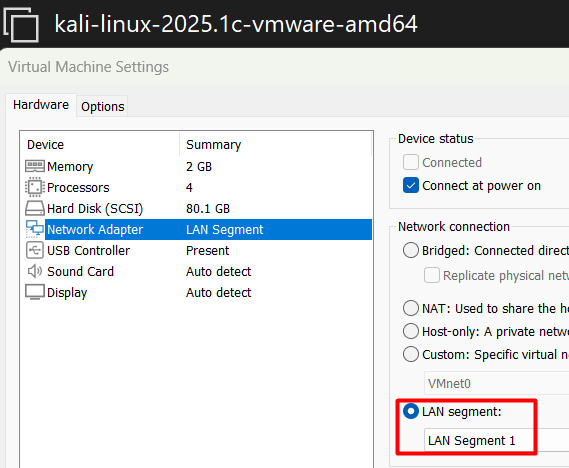 kali-linux-2025.1c-vmware-amd64
Virtual Machine Settings
Hardware Options
Device Summary
Memory 2 GB
Processors 4
Hard Disk (SCSI) 80.1 GB
Network Adapter LAN Segment
USB Controller Present
Sound Card Auto detect
Display Auto detect
Device status
Connected
Connect at power on
Network connection
Bridged: Connected direc
Replicate physical netw
NAT: Used to share the h
Host-only: A private netw
Custom: Specific virtual n
VMnet0
LAN segment:
LAN Segment 1